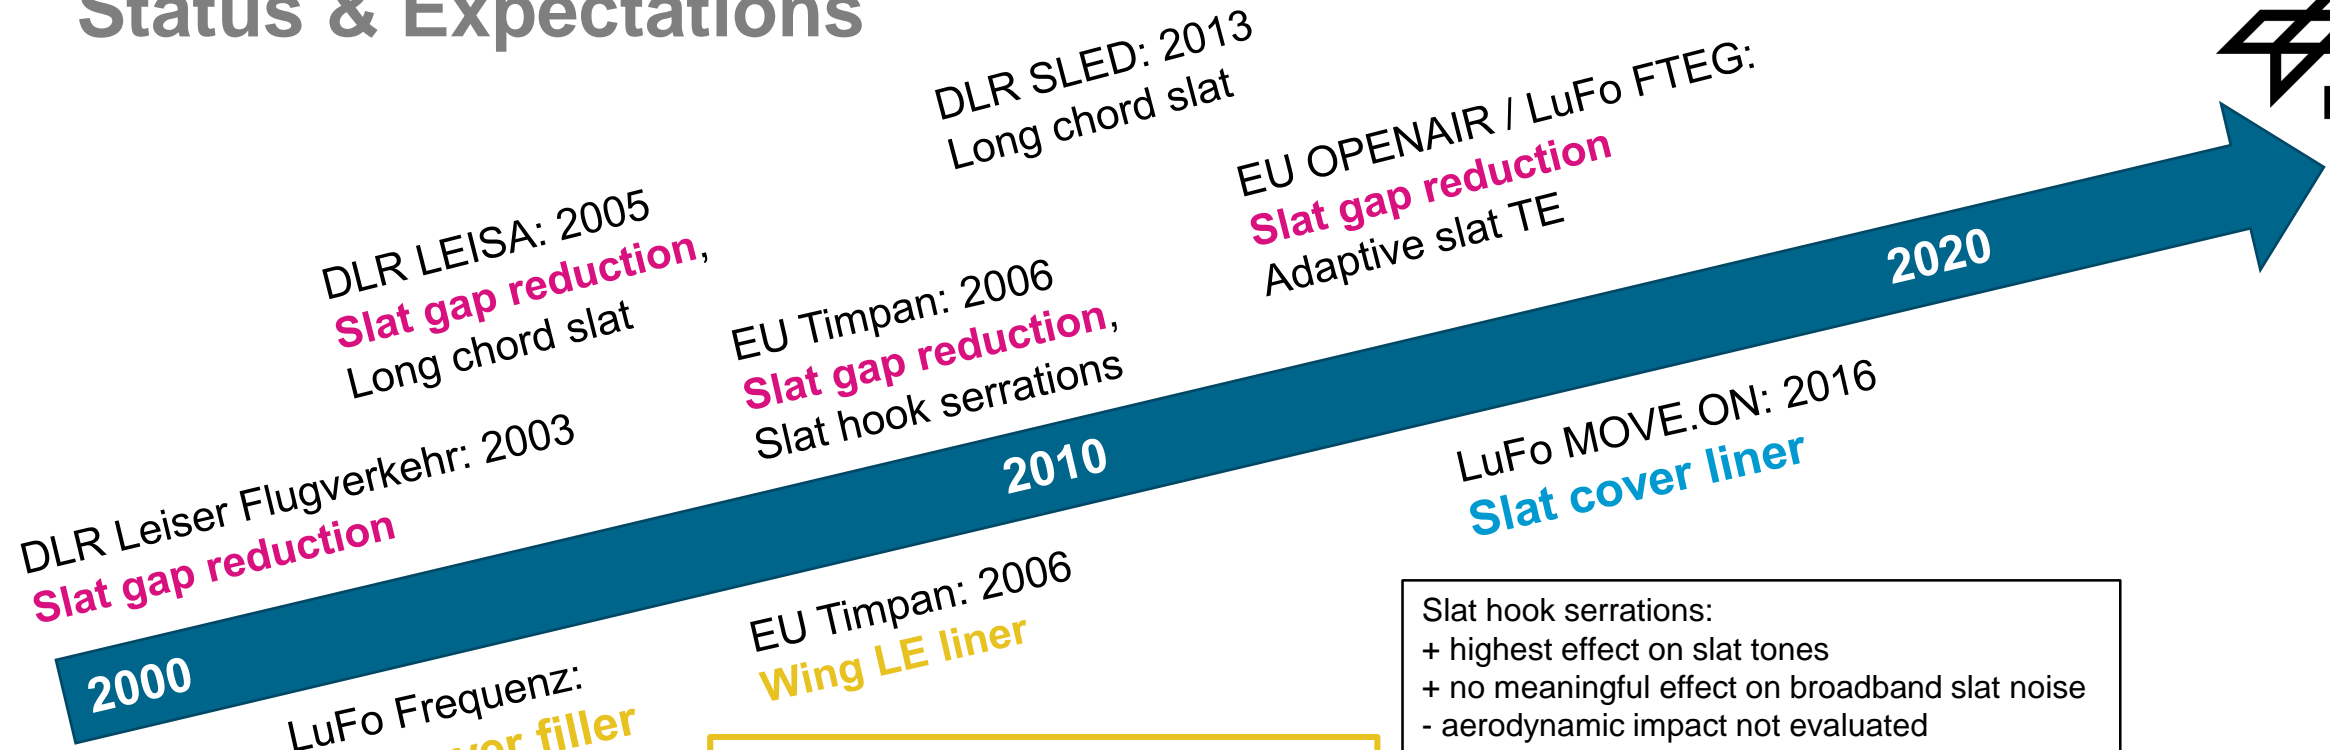 Status & Expectations
DLR SLED: 2013
Long chord slat
EU OPENAIR / LuFo FTEG:
Slat gap reduction
Adaptive slat TE
DLR LEISA: 2005
Slat gap reduction,
Long chord slat
EU Timpan: 2006
Slat gap reduction,
Slat hook serrations
DLR Leiser Flugverkehr: 2003
Slat gap reduction
2000
2010
2020
LuFo MOVE.ON: 2016
Slat cover liner
EU Timpan: 2006
Wing LE liner
LuFo Frequenz:
filler
Slat hook serrations:
+ highest effect on slat tones
+ no meaningful effect on broadband slat noise
- aerodynamic impact not evaluated